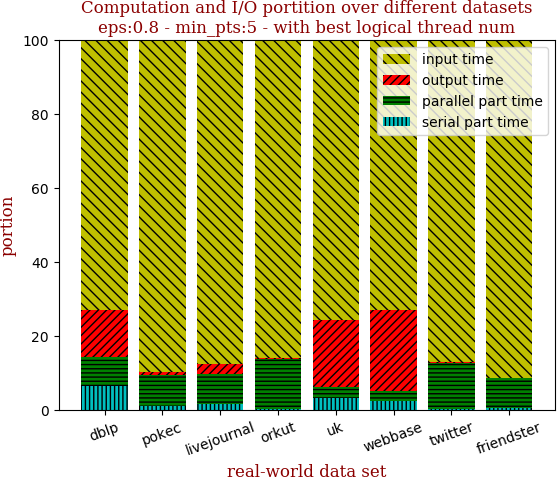 Computation and I/O portition over different datasets
eps:0.8 - min_pts:5 - with best logical thread num
100
80
60
40
20
0
portion
input time
output time
parallel part time
serial part time
dblp
pokec
livejournal
orkut
uk
webbase
twitter
friendster
real-world data set